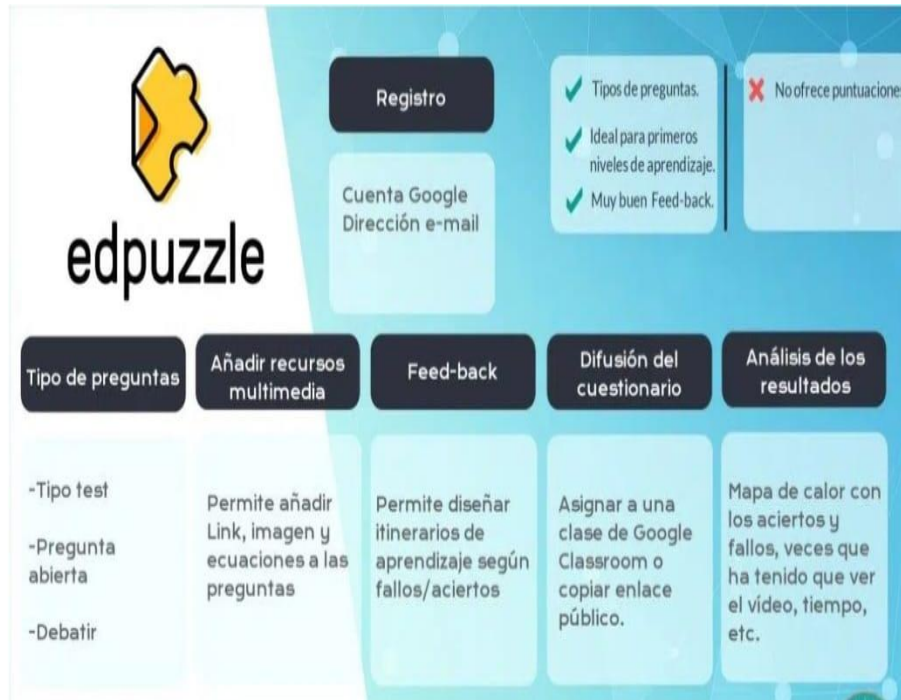 edpuzzle
Registro
Cuenta Google
Dirección e-mail
Tipos de preguntas.
Ideal para primeros
niveles de aprendizaje.
Muy buen Feed-back.
No ofrece puntuaciones
Tipo de preguntas
-Tipo test
-Pregunta
abierta
-Debatir
Añadir recursos
multimedia
Permite añadir
Link, imagen y
ecuaciones a las
preguntas
Feed-back
Permite diseñar
itinerarios de
aprendizaje según
fallos/aciertos
Difusión del
cuestionario
Asignar a una
clase de Google
Classroom o
copiar enlace
público.
Análisis de los
resultados
Mapa de calor con
los aciertos y
fallos, veces que
ha tenido que ver
el vídeo, tiempo,
etc.